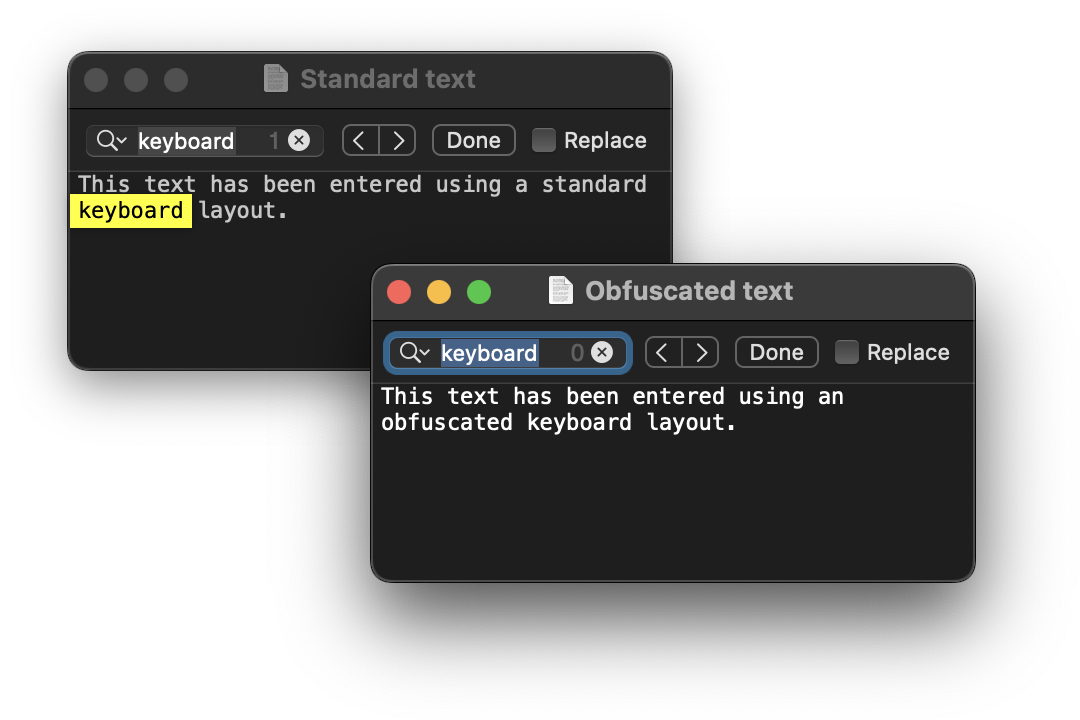 Standard text
keyboard 1 Done Replace
This text has been entered using a standard
keyboard layout.
Obfuscated text
keyboard 0 Done Replace
This text has been entered using an
obfuscated keyboard layout.